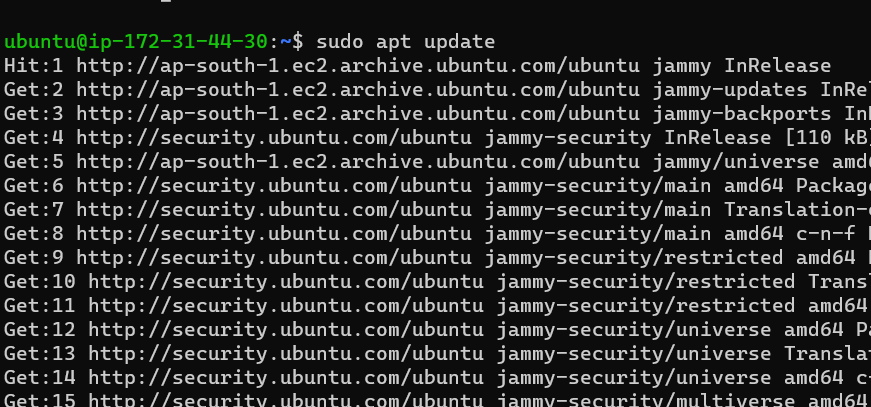 ubuntu@ip-172-31-44-30:~$ sudo apt update
Hit:1 http://ap-south-1.ec2.archive.ubuntu.com/ubuntu jammy InRelease
Get:2 http://ap-south-1.ec2.archive.ubuntu.com/ubuntu jammy-updates InRel
Get:3 http://ap-south-1.ec2.archive.ubuntu.com/ubuntu jammy-backports In
Get:4 http://security.ubuntu.com/ubuntu jammy-security InRelease [110 kB]
Get:5 http://ap-south-1.ec2.archive.ubuntu.com/ubuntu jammy/universe amd6
Get:6 http://security.ubuntu.com/ubuntu jammy-security/main amd64 Package
Get:7 http://security.ubuntu.com/ubuntu jammy-security/main Translation-
Get:8 http://security.ubuntu.com/ubuntu jammy-security/main amd64 c-n-f
Get:9 http://security.ubuntu.com/ubuntu jammy-security/restricted amd64
Get:10 http://security.ubuntu.com/ubuntu jammy-security/restricted Transl
Get:11 http://security.ubuntu.com/ubuntu jammy-security/restricted amd64
Get:12 http://security.ubuntu.com/ubuntu jammy-security/universe amd64 Pa
Get:13 http://security.ubuntu.com/ubuntu jammy-security/universe Translat
Get:14 http://security.ubuntu.com/ubuntu jammy-security/universe amd64 c-
Get:15 http://security.ubuntu.com/ubuntu jammy-security/multiverse amd64